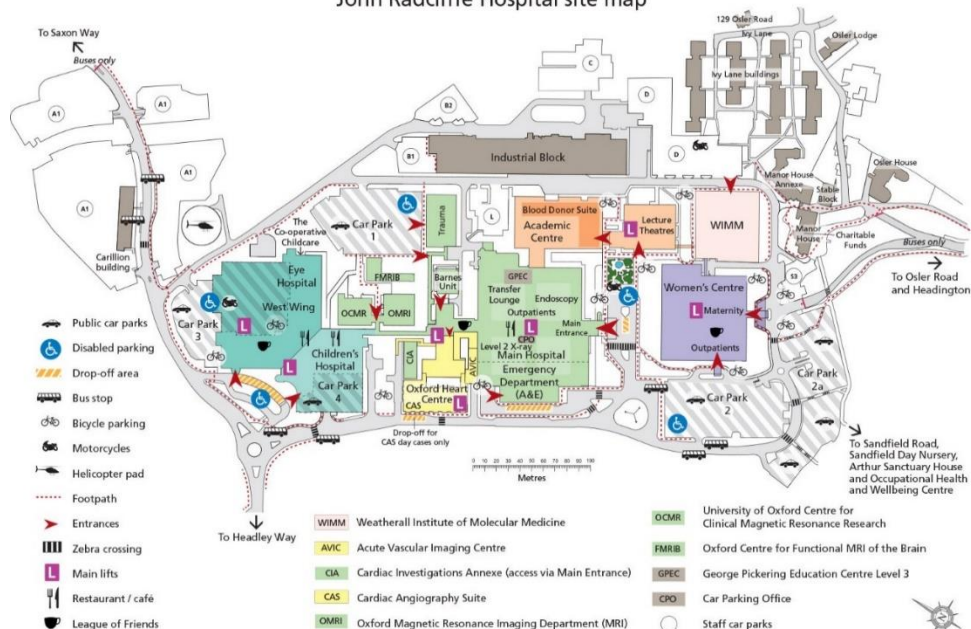 John Radcliffe Hospital site map
To Saxon Way
Buses only
129 Osler Road
Ivy Lane
Osler Lodge
Ivy Lane buildings
A1
A1
A1
A1
B2
B1
C
D
D
Industrial Block
Manor House
Annexe
Stable
Block
Osler House
Manor
House
Charitable
Funds
Buses only
To Osler Road
and Headington
Carillion
building
The
Co-operative
Childcare
Car Park
1
Trauma
L
Blood Donor Suite
Academic
Centre
Lecture
Theatres
L
WIMM
S3
Eye
Hospital
West Wing
L
Car Park
3
FMRIB
Barnes
Unit
OCMR
OMRI
GPEC
Transfer
Lounge
Endoscopy
Outpatients
L
CPO
Level 2 X-ray
Main
Entrance
Main Hospital
Emergency
Department
(A&E)
Women's Centre
L
Maternity
Outpatients
Children's
Hospital
L
Car Park
4
L
CIA
AVIC
Oxford Heart
Centre
CAS
L
Drop-off for
CAS day cases only
Car Park
2
Car Park
2a
To Sandfield Road,
Sandfield Day Nursery,
Arthur Sanctuary House
and Occupational Health
and Wellbeing Centre
0 10 20 30 40 50 60 70 80 90 100
Metres
To Headley Way
Public car parks
Disabled parking
Drop-off area
Bus stop
Bicycle parking
Motorcycles
Helicopter pad
Footpath
Entrances
Zebra crossing
L Main lifts
Restaurant / café
League of Friends
WIMM Weatherall Institute of Molecular Medicine
AVIC Acute Vascular Imaging Centre
CIA Cardiac Investigations Annexe (access via Main Entrance)
CAS Cardiac Angiography Suite
OMRI Oxford Magnetic Resonance Imaging Department (MRI)
OCMR University of Oxford Centre for
Clinical Magnetic Resonance Research
FMRIB Oxford Centre for Functional MRI of the Brain
GPEC George Pickering Education Centre Level 3
CPO Car Parking Office
Staff car parks